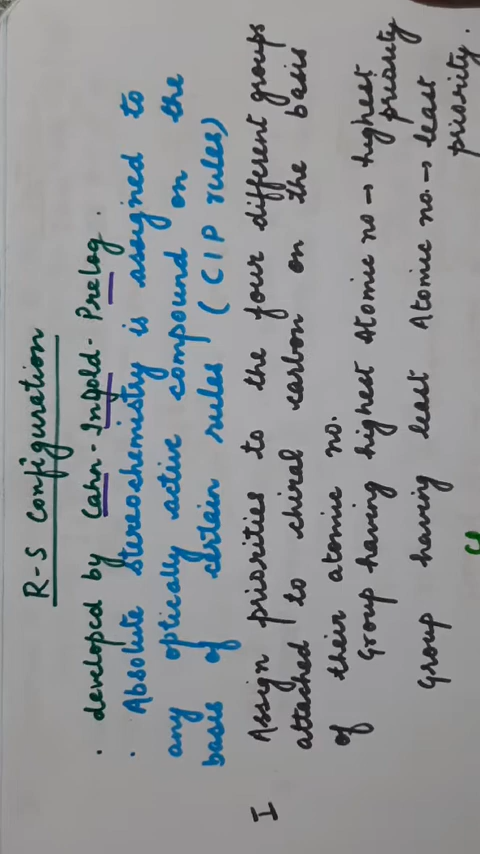 R-S Configuration
· developed by Cahn-Ingold-Prelog.
· Absolute stereochemistry is assigned to
any optically active compound on the
basis of certain rules (CIP rules)
I Assign priorities to the four different groups
attached to chiral carbon on the basis
of their atomic no.
Group having highest atomic no → highest
priority
Group having least Atomic no. → least
priority.